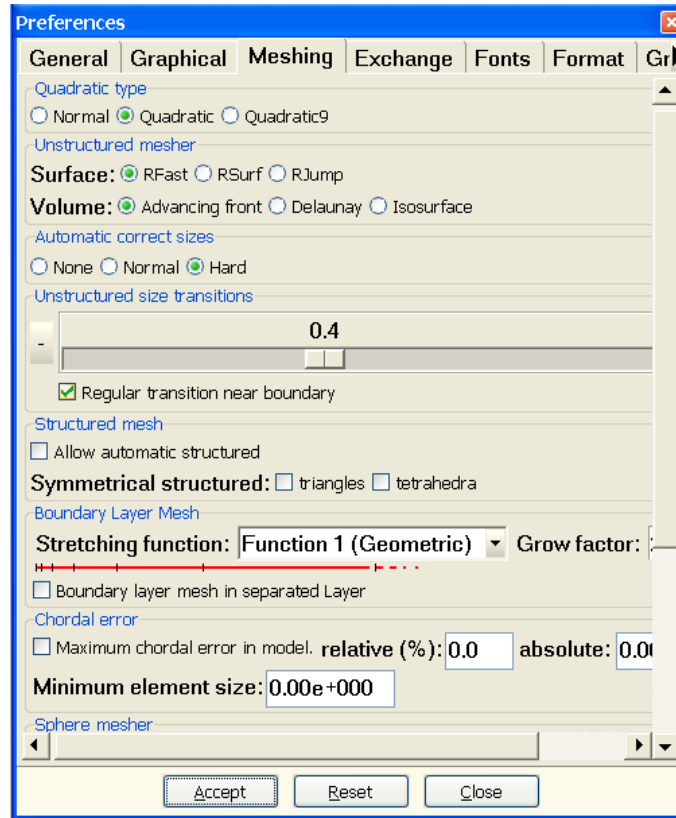 Preferences
General Graphical Meshing Exchange Fonts Format Gr
Quadratic type
Normal Quadratic Quadratic9
Unstructured mesher
Surface: RFast RSurf RJump
Volume: Advancing front Delaunay Isosurface
Automatic correct sizes
None Normal Hard
Unstructured size transitions
0.4
-
Regular transition near boundary
Structured mesh
Allow automatic structured
Symmetrical structured: triangles tetrahedra
Boundary Layer Mesh
Stretching function: Function 1 (Geometric) Grow factor:
Boundary layer mesh in separated Layer
Chordal error
Maximum chordal error in model. relative (%): 0.0 absolute: 0.0
Minimum element size: 0.00e+000
Sphere mesher
Accept Reset Close